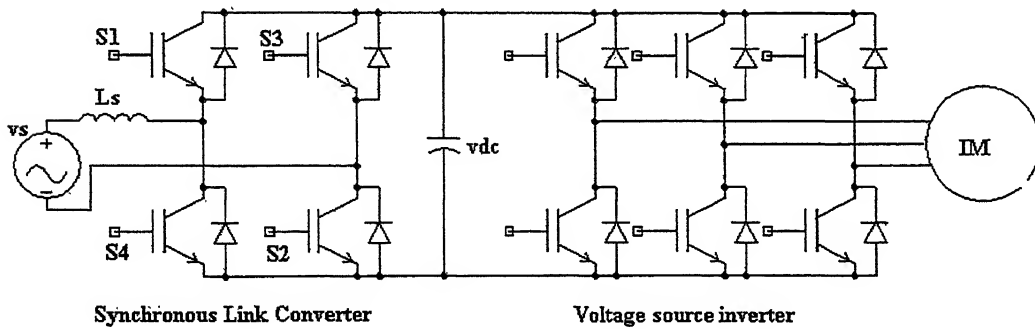 S1
S3
Ls
vs
+
vdc
IM
S4
S2
Synchronous Link Converter
Voltage source inverter